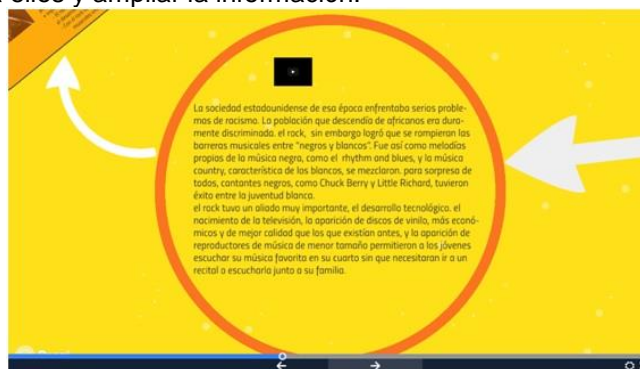 a ellos y ampliar la información.
La sociedad estadounidense de esa época enfrentaba serios proble-
mas de racismo. La población que descendía de africanos era dura-
mente discriminada. el rock, sin embargo logró que se rompieran las
barreras musicales entre "negros y blancos". Fue así como melodías
propias de la música negra, como el rhythm and blues, y la música
country, característica de los blancos, se mezclaron. para sorpresa de
todos, cantantes negros, como Chuck Berry y Little Richard, tuvieron
éxito entre la juventud blanca.
el rock tuvo un aliado muy importante, el desarrollo tecnológico. el
nacimiento de la televisión, la aparición de discos de vinilo, más econó-
micos y de mejor calidad que los que existían antes, y la aparición de
reproductores de música de menor tamaño permitieron a los jóvenes
escuchar su música favorita en su cuarto sin que necesitaran ir a un
recital o escucharla junto a su familia.